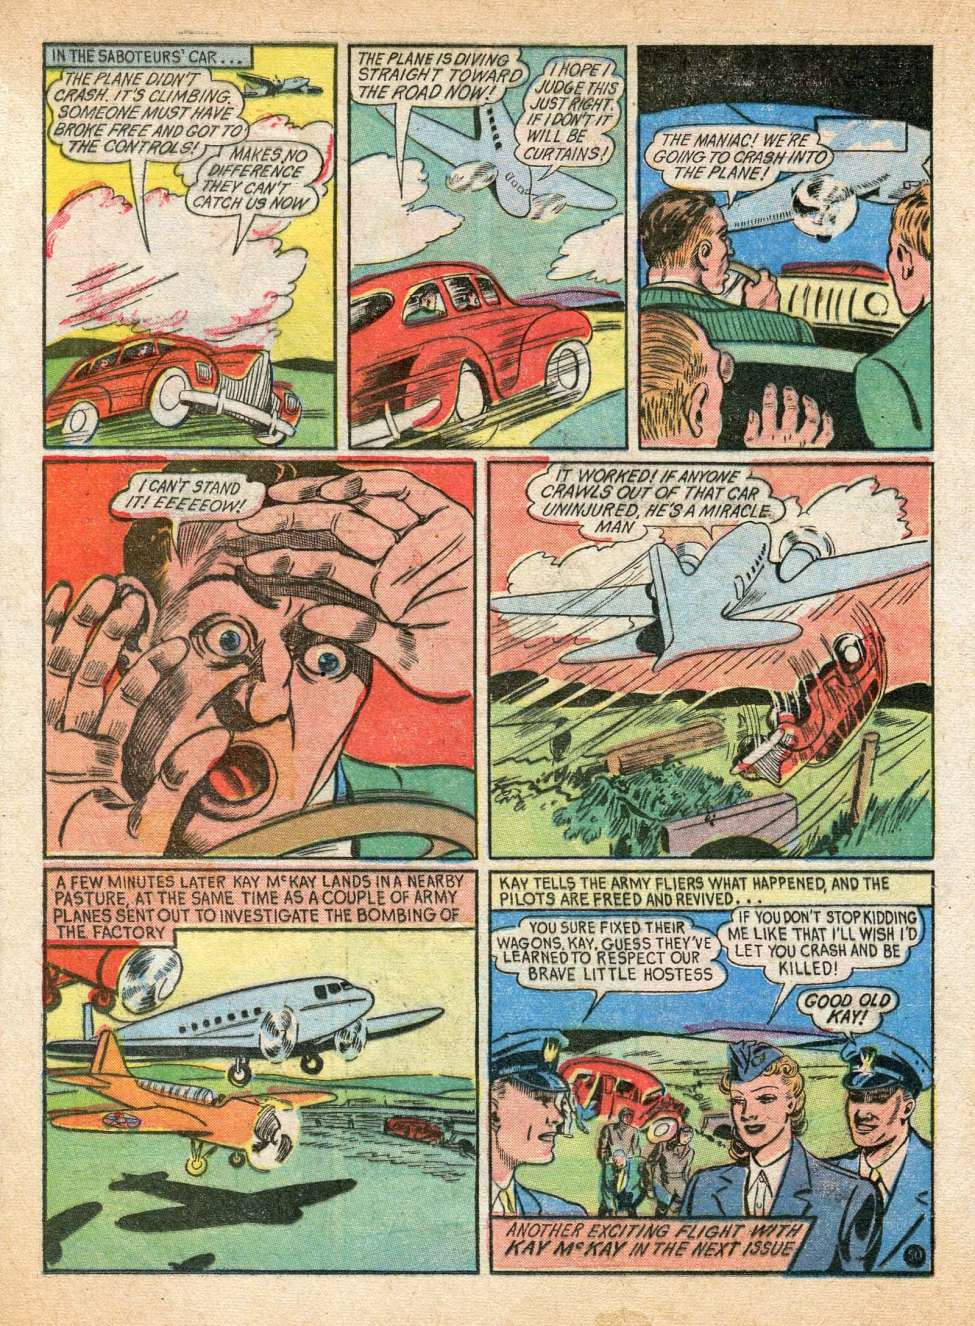 IN THE SABOTEURS' CAR...
THE PLANE DIDN'T
CRASH. IT'S CLIMBING.
SOMEONE MUST HAVE
BROKE FREE AND GOT TO
THE CONTROLS!
MAKES NO
DIFFERENCE
THEY CAN'T
CATCH US NOW
THE PLANE IS DIVING
STRAIGHT TOWARD
THE ROAD NOW!
I HOPE I
JUDGE THIS
JUST RIGHT.
IF I DON'T IT
WILL BE
CURTAINS!
THE MANIAC! WE'RE
GOING TO CRASH INTO
THE PLANE!
I CAN'T STAND
IT! EEEEEOW!
IT WORKED! IF ANYONE
CRAWLS OUT OF THAT CAR
UNINJURED, HE'S A MIRACLE
MAN
A FEW MINUTES LATER KAY McKAY LANDS IN A NEARBY
PASTURE, AT THE SAME TIME AS A COUPLE OF ARMY
PLANES SENT OUT TO INVESTIGATE THE BOMBING OF
THE FACTORY
KAY TELLS THE ARMY FLIERS WHAT HAPPENED, AND THE
PILOTS ARE FREED AND REVIVED...
YOU SURE FIXED THEIR
WAGONS, KAY. GUESS THEY'VE
LEARNED TO RESPECT OUR
BRAVE LITTLE HOSTESS
IF YOU DON'T STOP KIDDING
ME LIKE THAT I'LL WISH I'D
LET YOU CRASH AND BE
KILLED!
GOOD OLD
KAY!
ANOTHER EXCITING FLIGHT WITH
KAY McKAY IN THE NEXT ISSUE